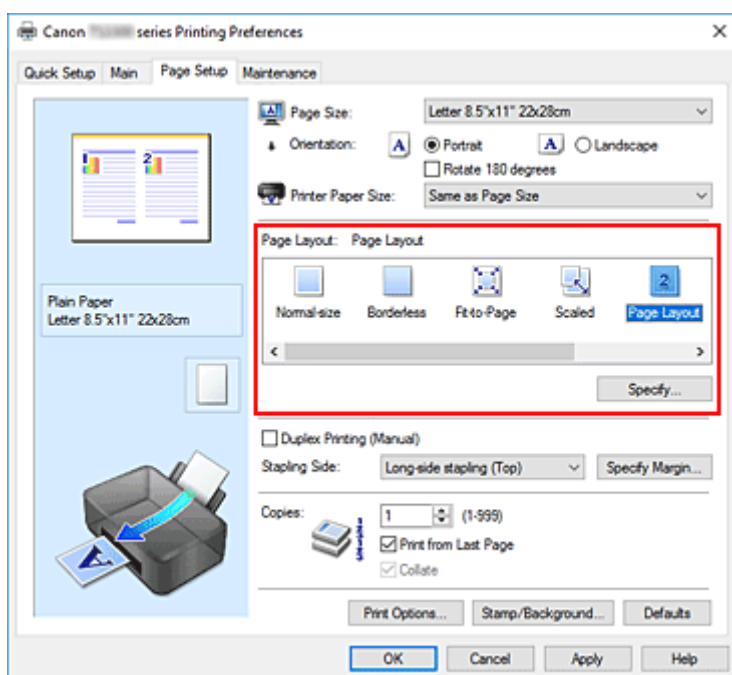 Canon series Printing Preferences
Quick Setup Main Page Setup Maintenance
1 2
Plain Paper
Letter 8.5"x11" 22x28cm
A
Page Size: Letter 8.5"x11" 22x28cm
Orientation: A Portrait A Landscape
Rotate 180 degrees
Printer Paper Size: Same as Page Size
Page Layout: Page Layout
2
Normal-size Borderless Fit-to-Page Scaled Page Layout
Specify...
Duplex Printing (Manual)
Stapling Side: Long-side stapling (Top) Specify Margin...
Copies: 1 (1-999)
Print from Last Page
Collate
Print Options... Stamp/Background... Defaults
OK Cancel Apply Help